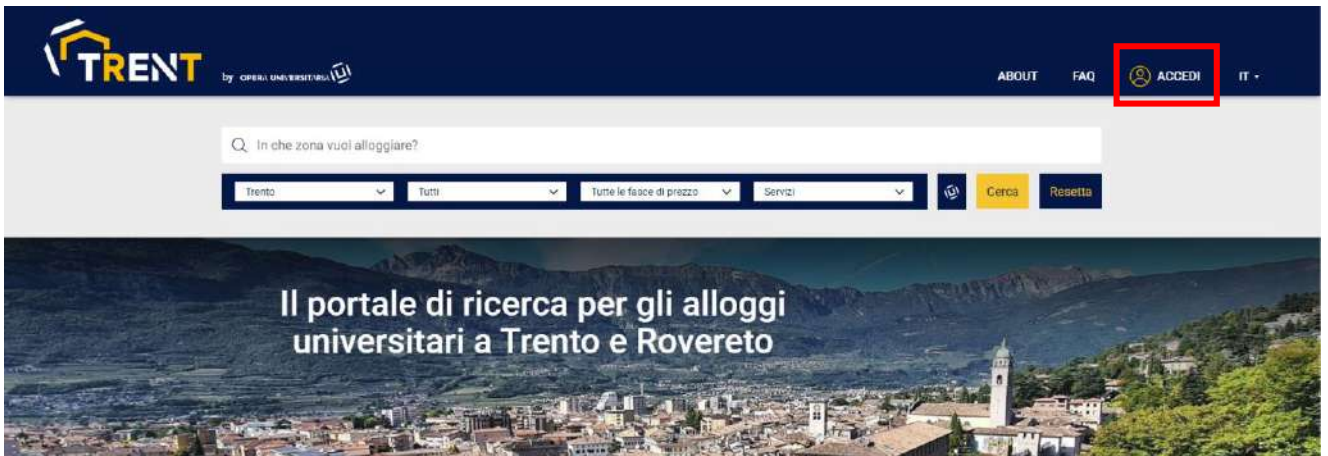 TRENT
by OPERA UNIVERSITARIA
ABOUT FAQ ACCEDI IT
In che zona vuoi alloggiare?
Trento Tutti Tutte le fasce di prezzo Servizi Cerca Resetta
Il portale di ricerca per gli alloggi
universitari a Trento e Rovereto